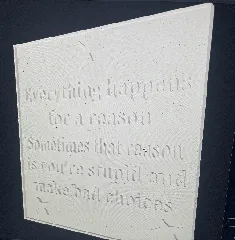 Everything happens
for a reason
Sometimes that reason
is you're stupid and
make bad choices